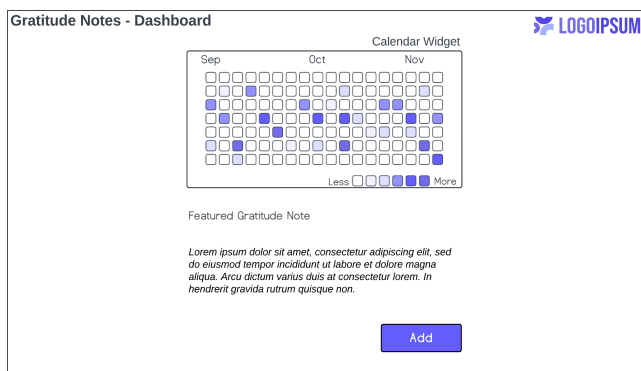 Gratitude Notes - Dashboard
LOGOIPSUM
Calendar Widget
Sep Oct Nov
Less More
Featured Gratitude Note
Lorem ipsum dolor sit amet, consectetur adipiscing elit, sed
do eiusmod tempor incididunt ut labore et dolore magna
aliqua. Arcu dictum varius duis at consectetur lorem. In
hendrerit gravida rutrum quisque non.
Add